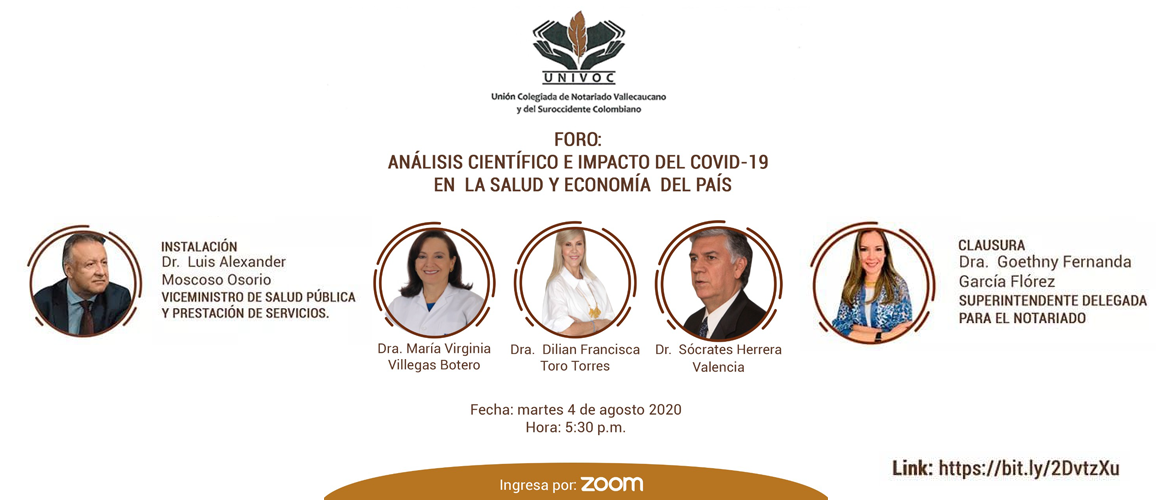 UNIVOC
Unión Colegiada de Notariado Vallecaucano
y del Suroccidente Colombiano
FORO:
ANÁLISIS CIENTÍFICO E IMPACTO DEL COVID-19
EN LA SALUD Y ECONOMÍA DEL PAÍS
INSTALACIÓN
Dr. Luis Alexander
Moscoso Osorio
VICEMINISTRO DE SALUD PÚBLICA
Y PRESTACIÓN DE SERVICIOS.
Dra. María Virginia
Villegas Botero
Dra. Dilian Francisca
Toro Torres
Dr. Sócrates Herrera
Valencia
CLAUSURA
Dra. Goethny Fernanda
García Flórez
SUPERINTENDENTE DELEGADA
PARA EL NOTARIADO
Fecha: martes 4 de agosto 2020
Hora: 5:30 p.m.
Ingresa por: zoom
Link: https://bit.ly/2DvtzXu